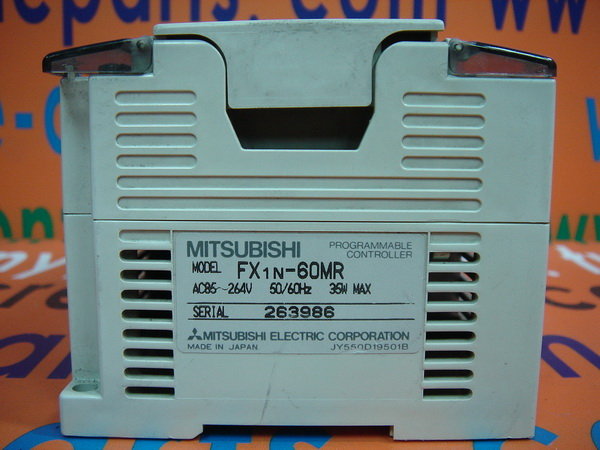 MITSUBISHI PROGRAMMABLE CONTROLLER
MODEL FX1N-60MR
AC85~264V 50/60Hz 35W MAX
SERIAL 263986
MITSUBISHI ELECTRIC CORPORATION
MADE IN JAPAN JY550D19501B